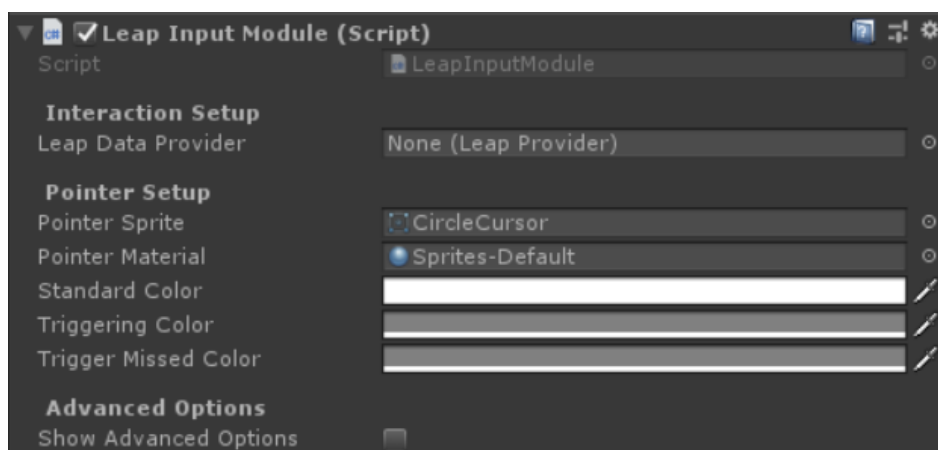 Leap Input Module (Script)
Script LeapInputModule
Interaction Setup
Leap Data Provider None (Leap Provider)
Pointer Setup
Pointer Sprite CircleCursor
Pointer Material Sprites-Default
Standard Color
Triggering Color
Trigger Missed Color
Advanced Options
Show Advanced Options